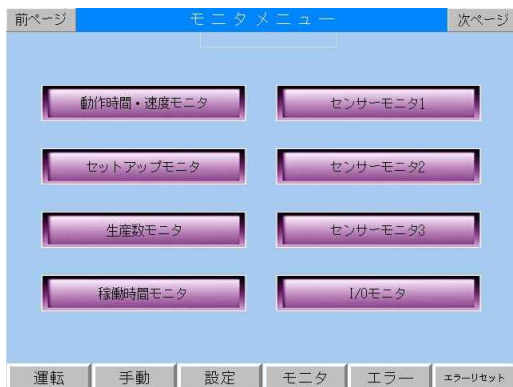 前ページ モニタメニュー 次ページ
動作時間・速度モニタ センサーモニタ1
セットアップモニタ センサーモニタ2
生産数モニタ センサーモニタ3
稼働時間モニタ I/Oモニタ
運転 手動 設定 モニタ エラー エラーリセット